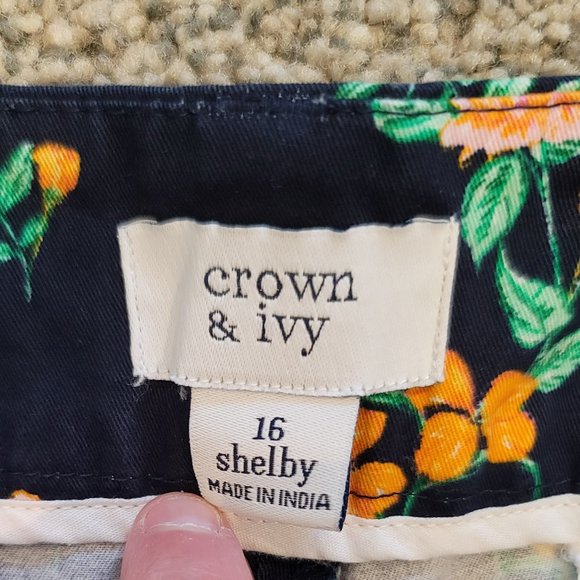 crown
& ivy
16
shelby
MADE IN INDIA